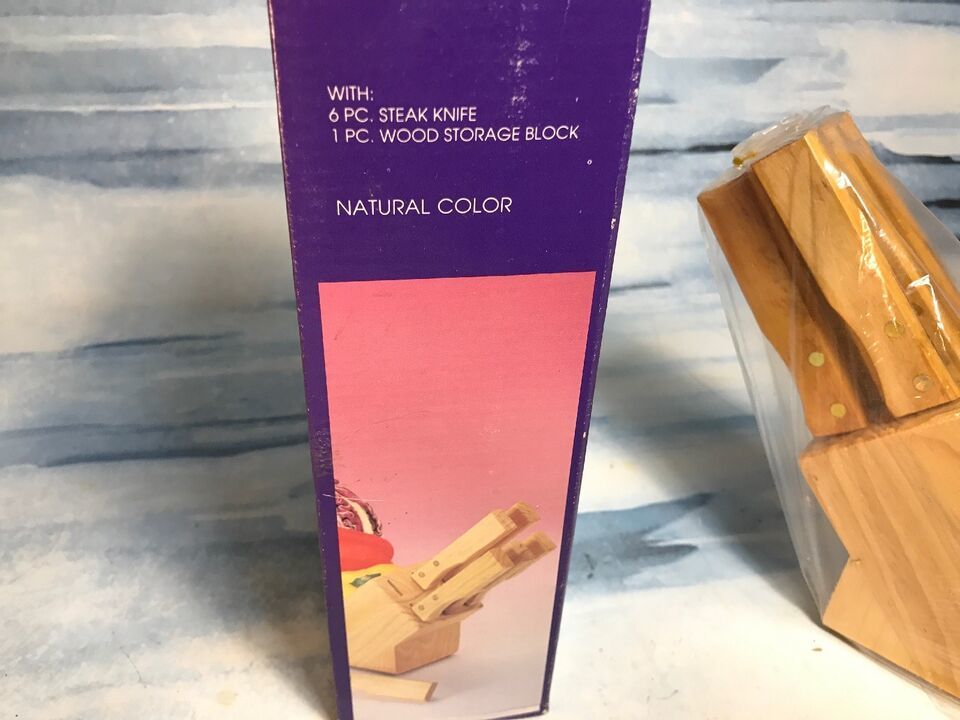 WITH:
6 PC. STEAK KNIFE
1 PC. WOOD STORAGE BLOCK
NATURAL COLOR